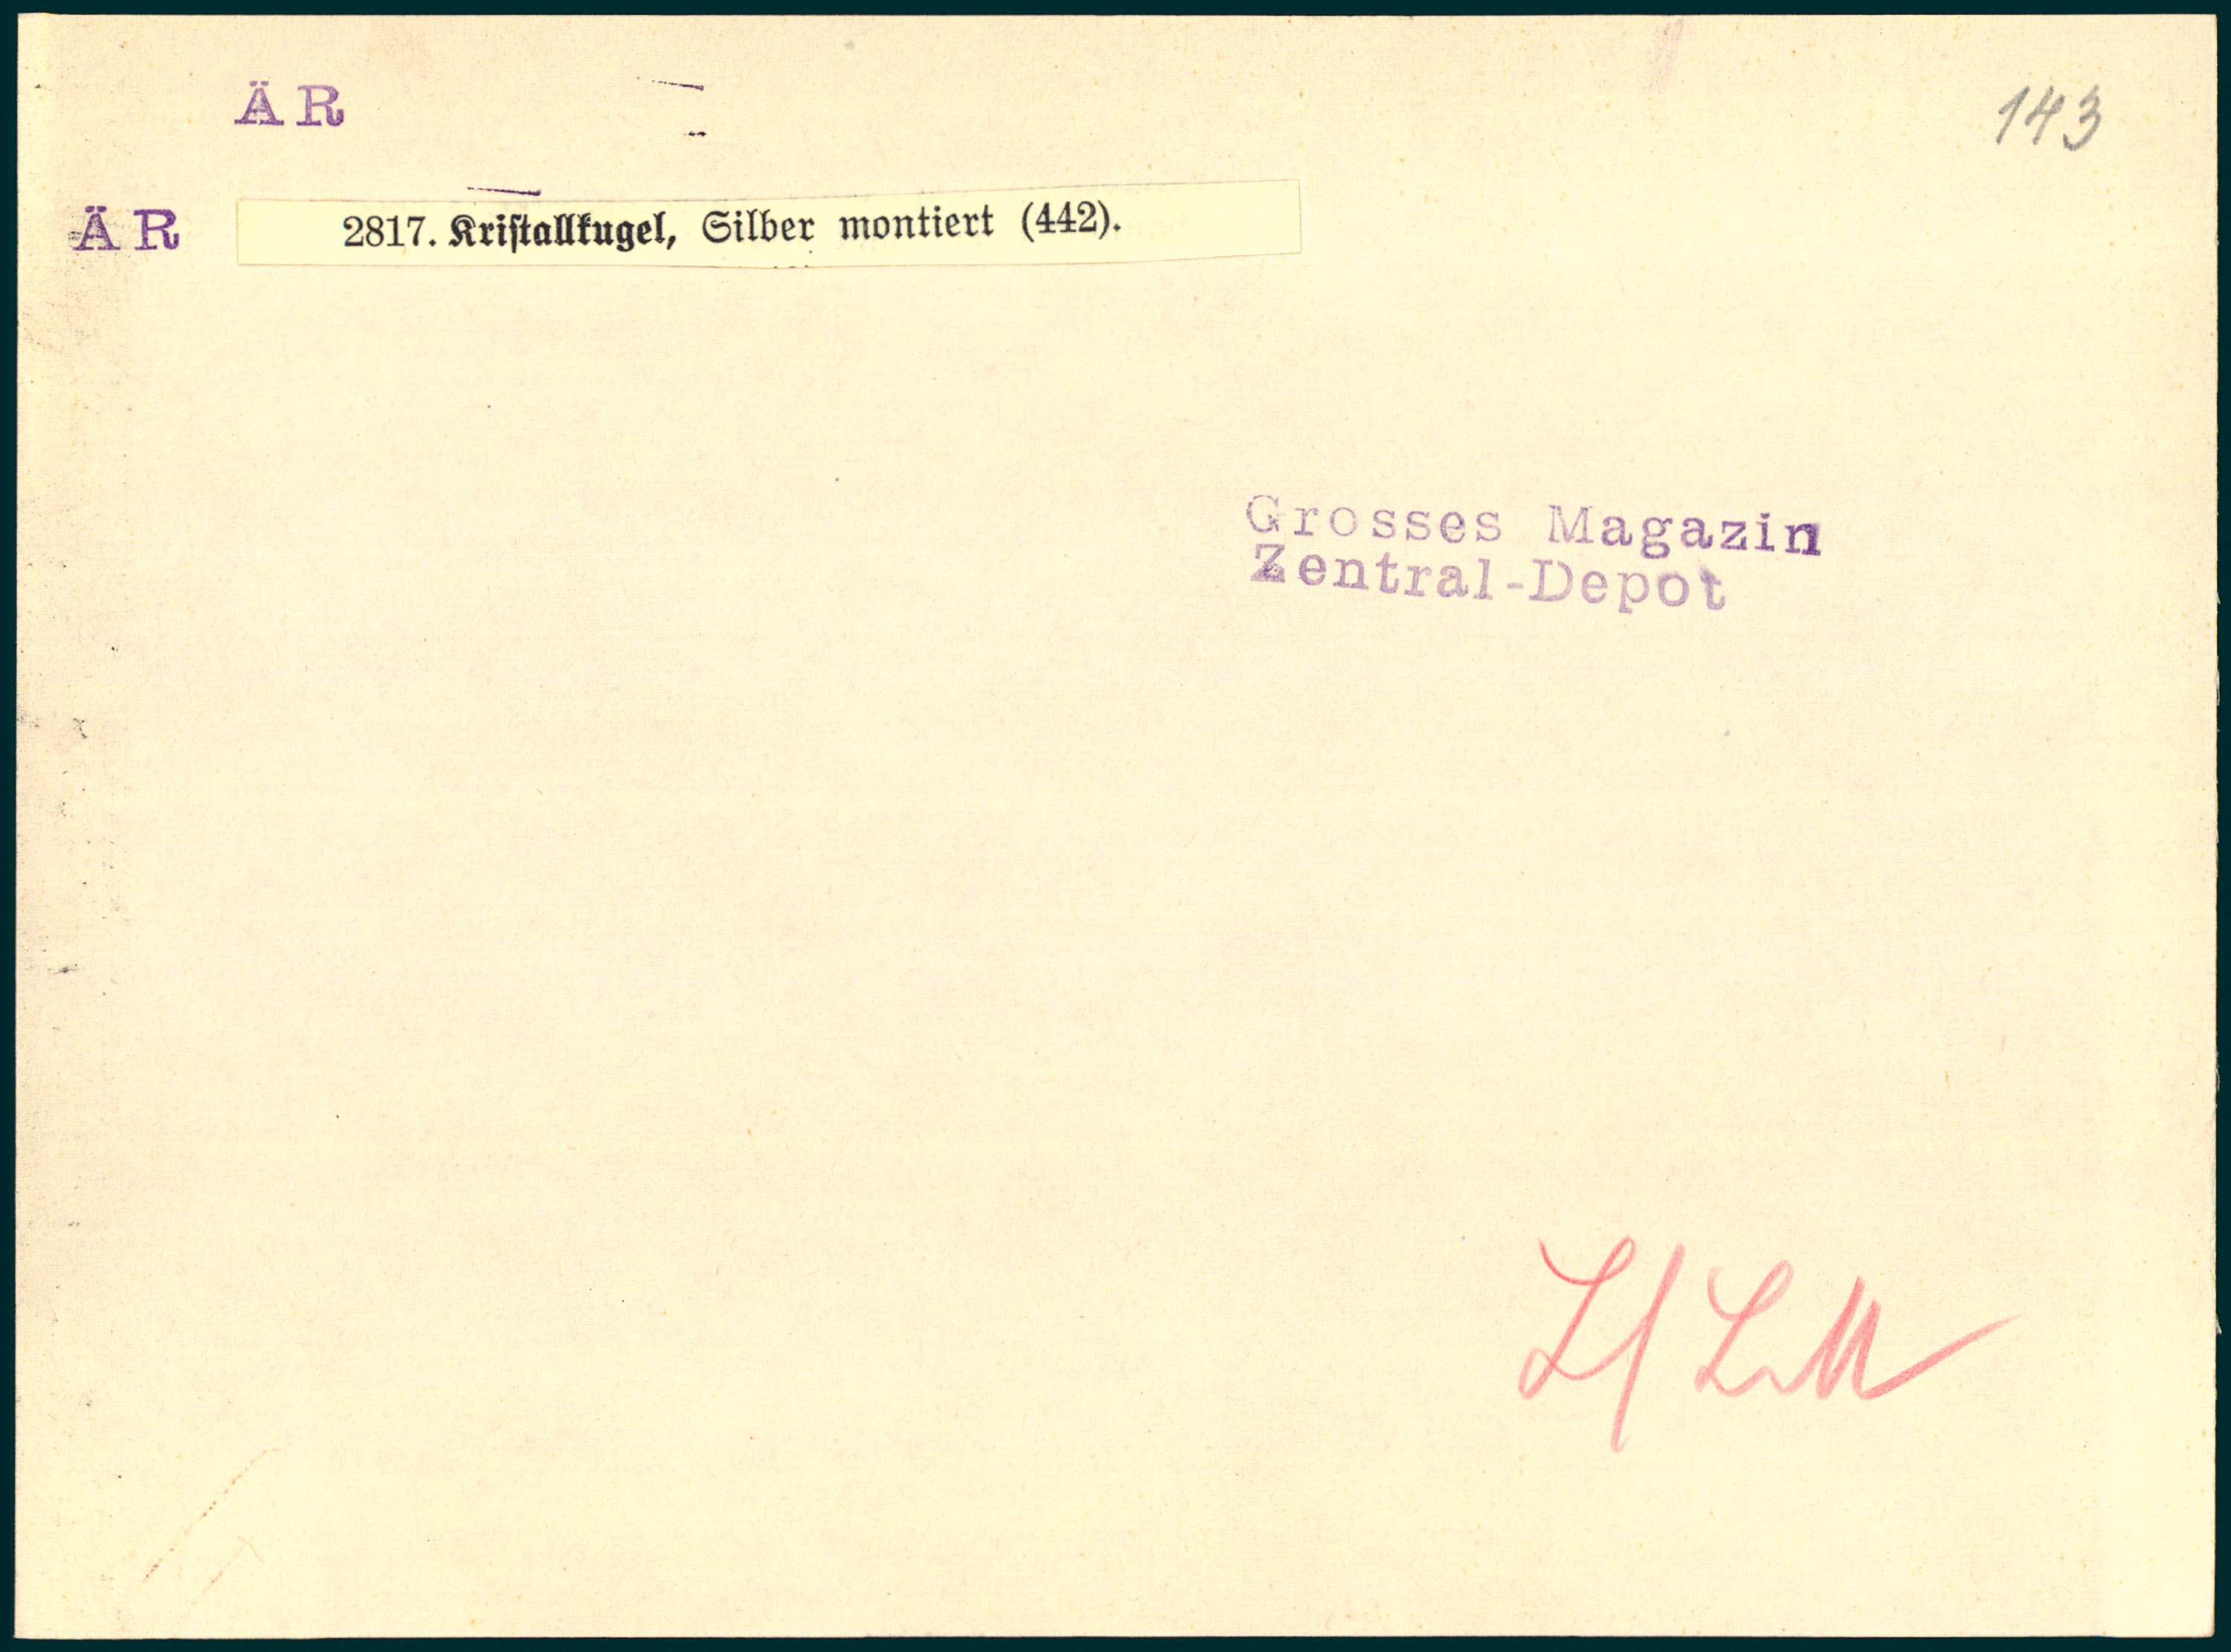 ÄR
143
ÄR
2817. Kristallkugel, Silber montiert (442).
Grosses Magazin
Zentral-Depot